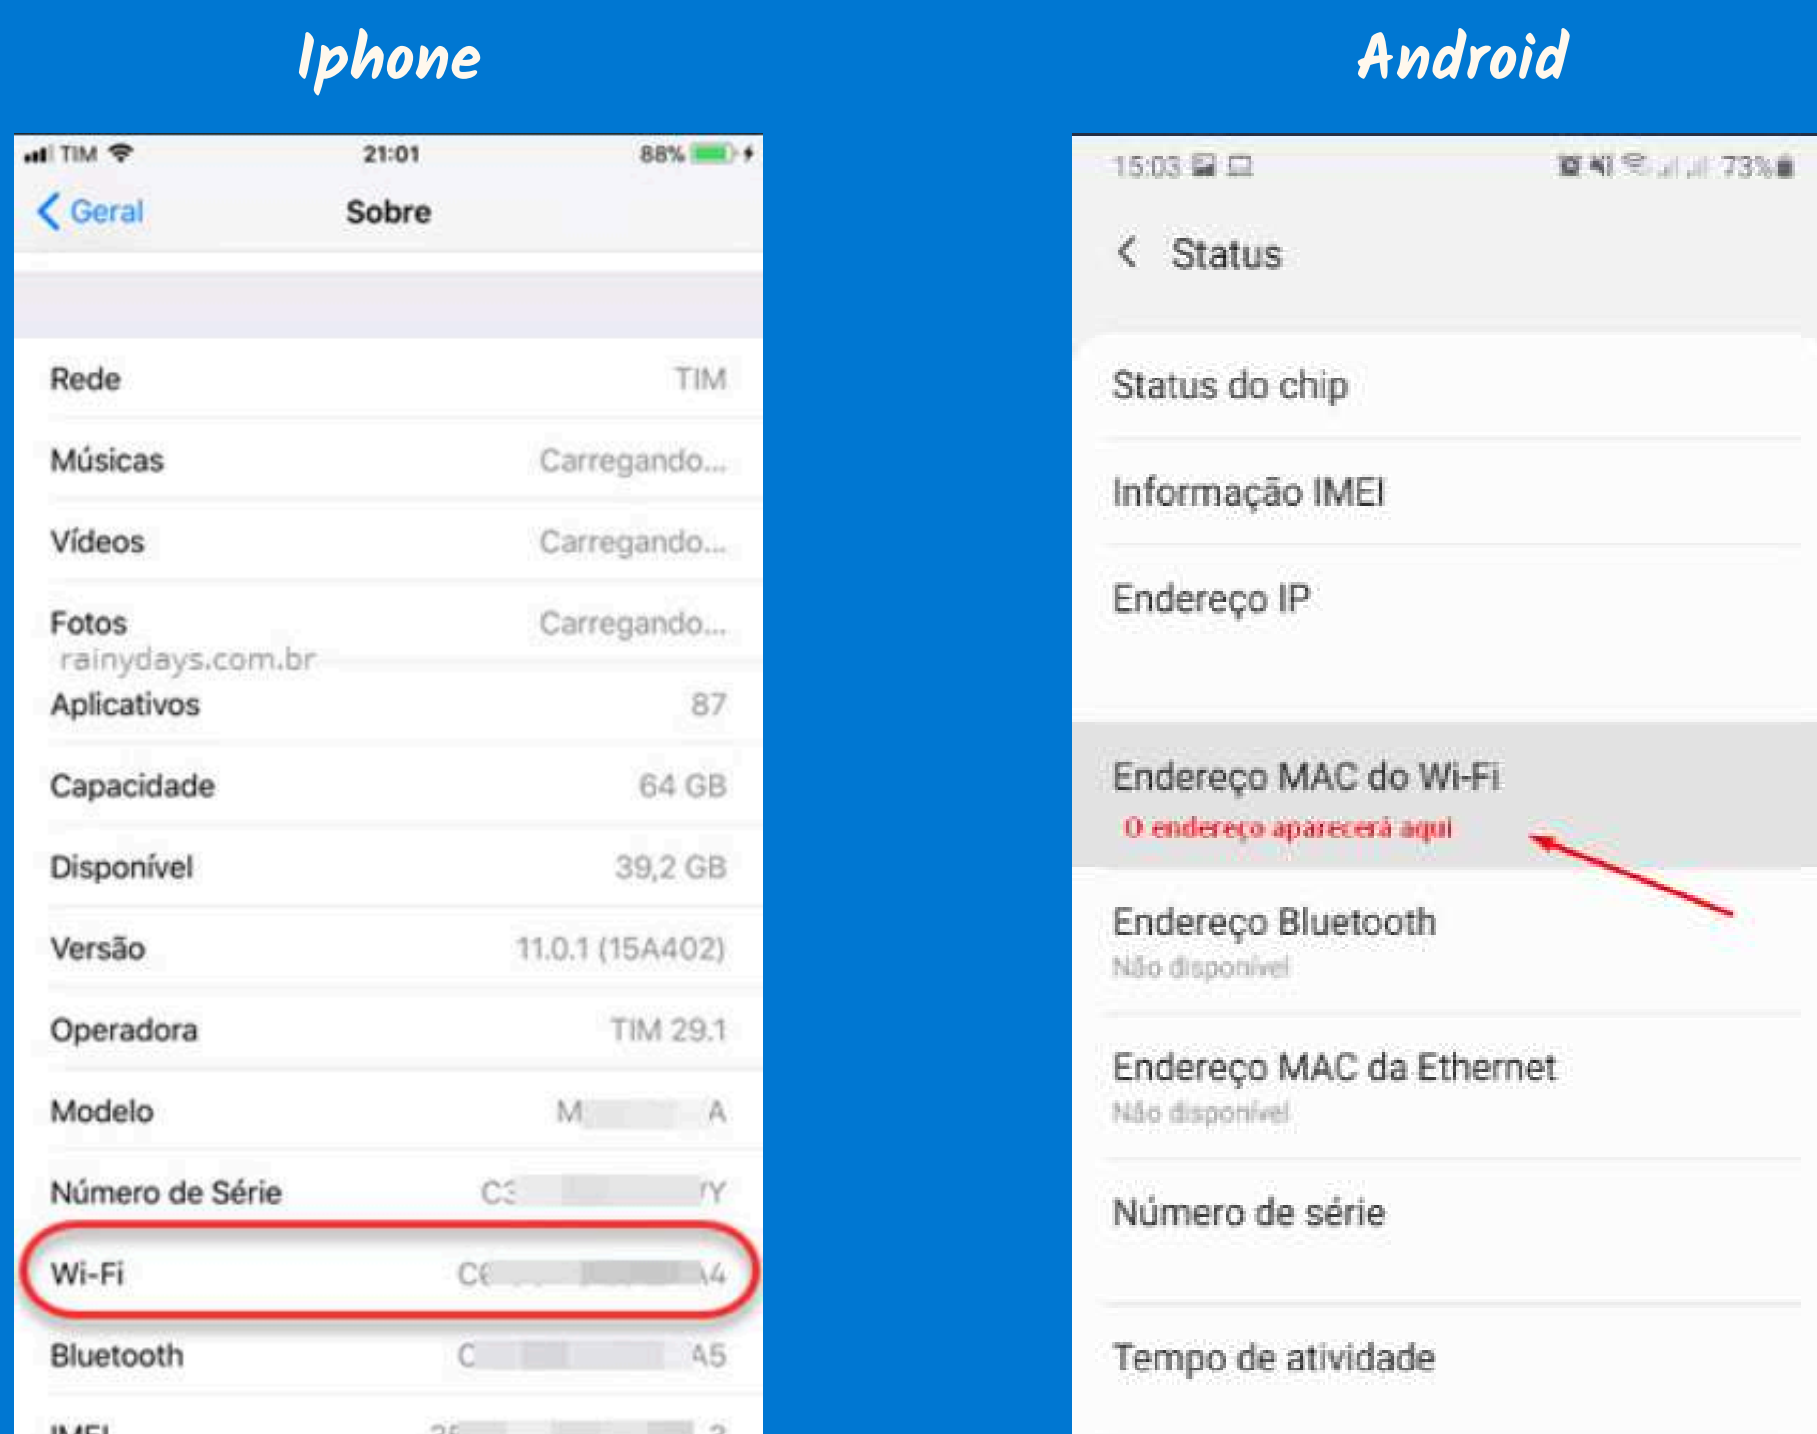 Iphone
TIM
21:01
88%
Geral
Sobre
Rede
TIM
Músicas
Carregando...
Vídeos
Carregando...
Fotos
Carregando...
rainydays.com.br
Aplicativos
87
Capacidade
64 GB
Disponível
39,2 GB
Versão
11.0.1 (15A402)
Operadora
TIM 29.1
Modelo
M
A
Número de Série
C3
Y
Wi-Fi
A4
Bluetooth
C
A5
IMEI
Android
15:03
73%
Status
Status do chip
Informação IMEI
Endereço IP
Endereço MAC do Wi-Fi
O endereço aparecerá aqui
Endereço Bluetooth
Não disponível
Endereço MAC da Ethernet
Não disponível
Número de série
Tempo de atividade